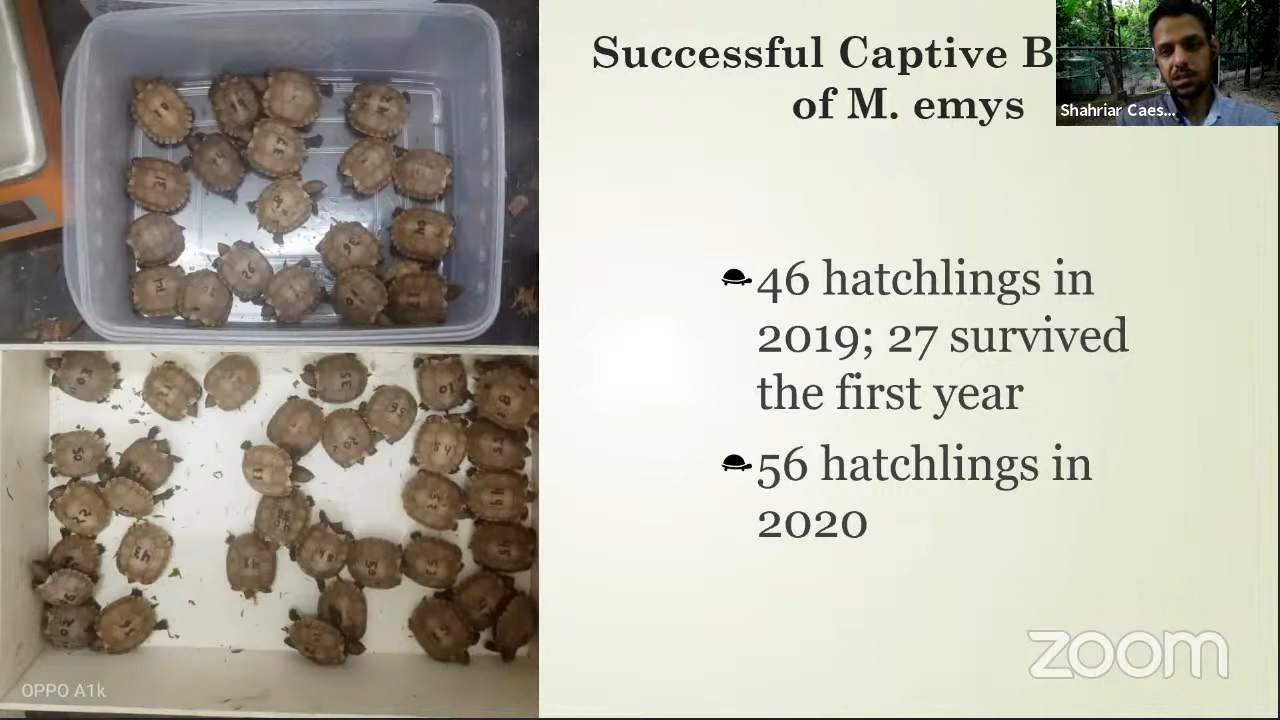 Successful Captive B
of M. emys
Shahriar Caes...
46 hatchlings in
2019; 27 survived
the first year
56 hatchlings in
2020
zoom
OPPO A1k